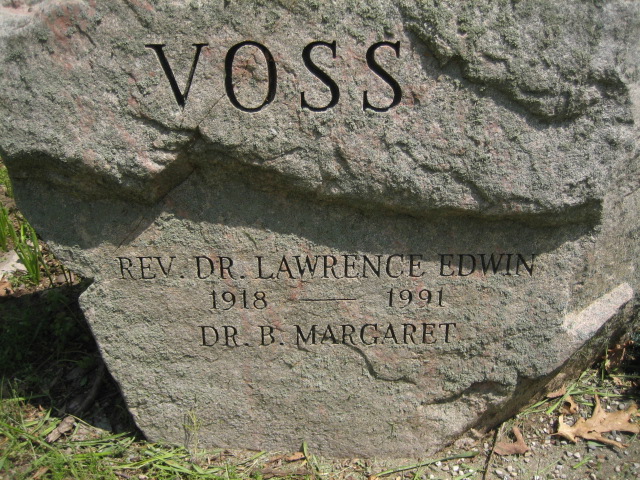 VOSS
REV. DR. LAWRENCE EDWIN
1918 — 1991
DR. B. MARGARET